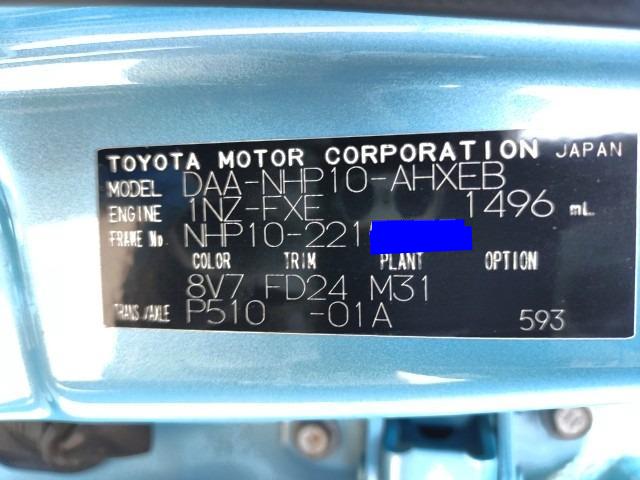 TOYOTA MOTOR CORPORATION JAPAN
MODEL DAA-NHP10-AHXEB
ENGINE 1NZ-FXE 1496 mL
FRAME No. NHP10-221
COLOR TRIM PLANT OPTION
8V7 FD24 M31
TRANS./AXLE P510 -01A 593